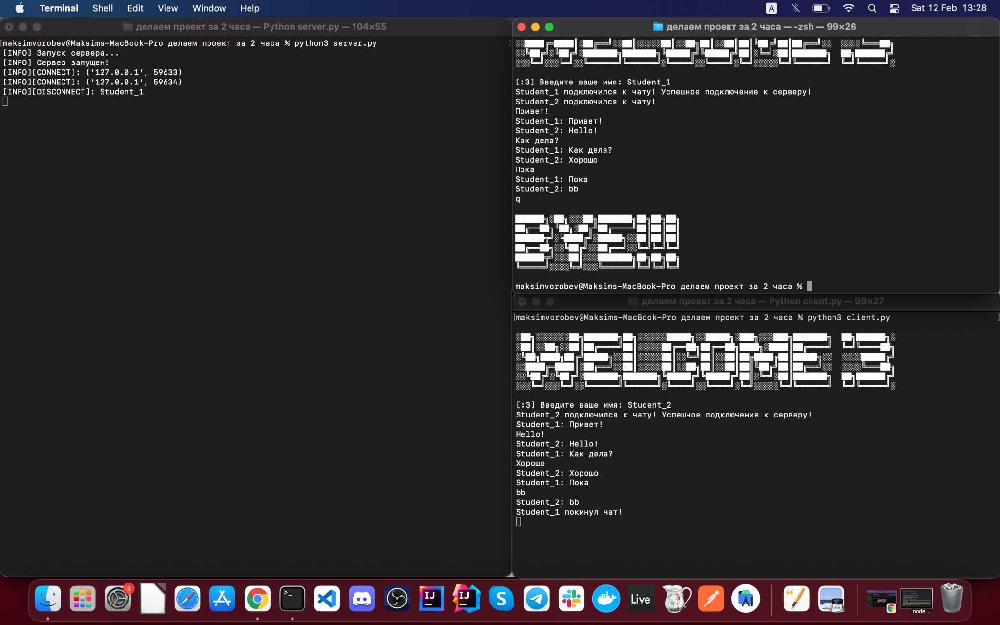 Terminal Shell Edit View Window Help
A Sat 12 Feb 13:28
делаем проект за 2 часа — Python server.py — 104×55
[maksimvorobev@Maksims-MacBook-Pro делаем проект за 2 часа % python3 server.py ]
[INFO] Запуск сервера...
[INFO] Сервер запущен!
[INFO][CONNECT]: ('127.0.0.1', 59633)
[INFO][CONNECT]: ('127.0.0.1', 59634)
[INFO][DISCONNECT]: Student_1
делаем проект за 2 часа — -zsh — 99×26
[:3] Введите ваше имя: Student_1
Student_1 подключился к чату! Успешное подключение к серверу!
Student_2 подключился к чату!
Привет!
Student_1: Привет!
Student_2: Hello!
Как дела?
Student_1: Как дела?
Student_2: Хорошо
Пока
Student_1: Пока
Student_2: bb
q
BYE!!!
maksimvorobev@Maksims-MacBook-Pro делаем проект за 2 часа %
делаем проект за 2 часа — Python client.py — 99×27
[maksimvorobev@Maksims-MacBook-Pro делаем проект за 2 часа % python3 client.py ]
WELCOME :3
[:3] Введите ваше имя: Student_2
Student_2 подключился к чату! Успешное подключение к серверу!
Student_1: Привет!
Hello!
Student_2: Hello!
Student_1: Как дела?
Хорошо
Student_2: Хорошо
Student_1: Пока
bb
Student_2: bb
Student_1 покинул чат!
3
>_
IJ
IJ
S
Live
node...